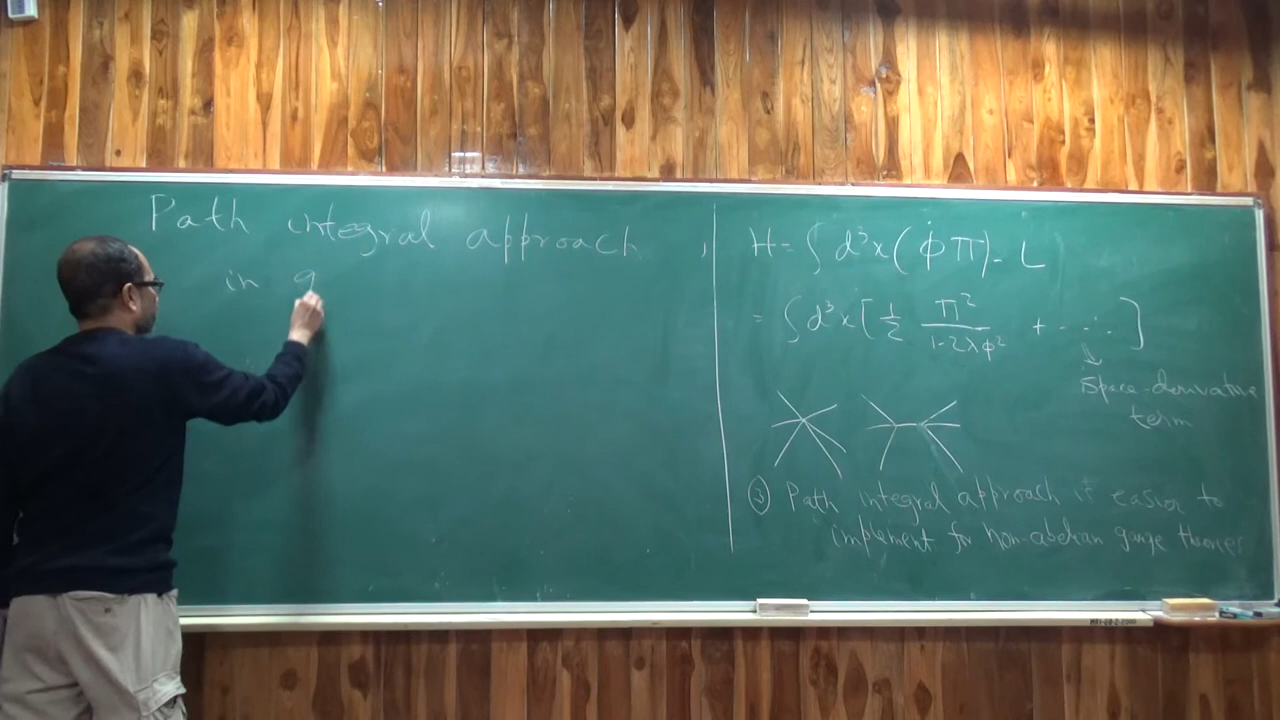 Path integral approach
in q
, H = ∫ d³x (ϕ̇ Π) - L
= ∫ d³x [ 1/2 Π²/(1-2λϕ²) + ..... ]
Space-derivative
term
③ Path integral approach is easier to
implement for non-abelian gauge theories